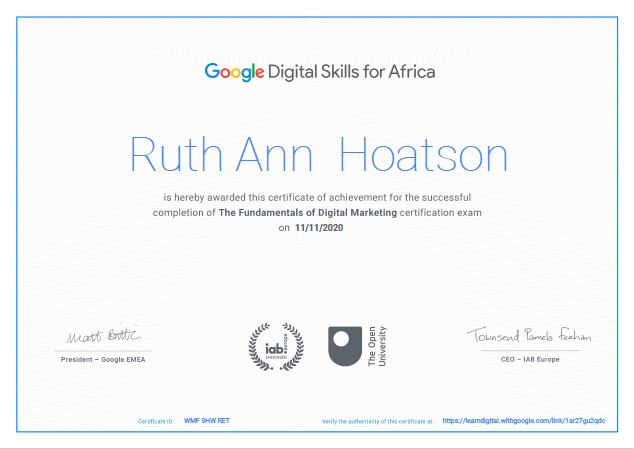 Google Digital Skills for Africa
Ruth Ann Hoatson
is hereby awarded this certificate of achievement for the successful
completion of The Fundamentals of Digital Marketing certification exam
on 11/11/2020
Matt Brittin
Townsend Pamela Feehan
President – Google EMEA
iab: europe
ENDORSED
The Open
University
CEO – IAB Europe
Certificate ID : WMF 9HW RET
Verify the authenticity of this certificate at: https://learndigital.withgoogle.com/link/1ar27gu2qdc